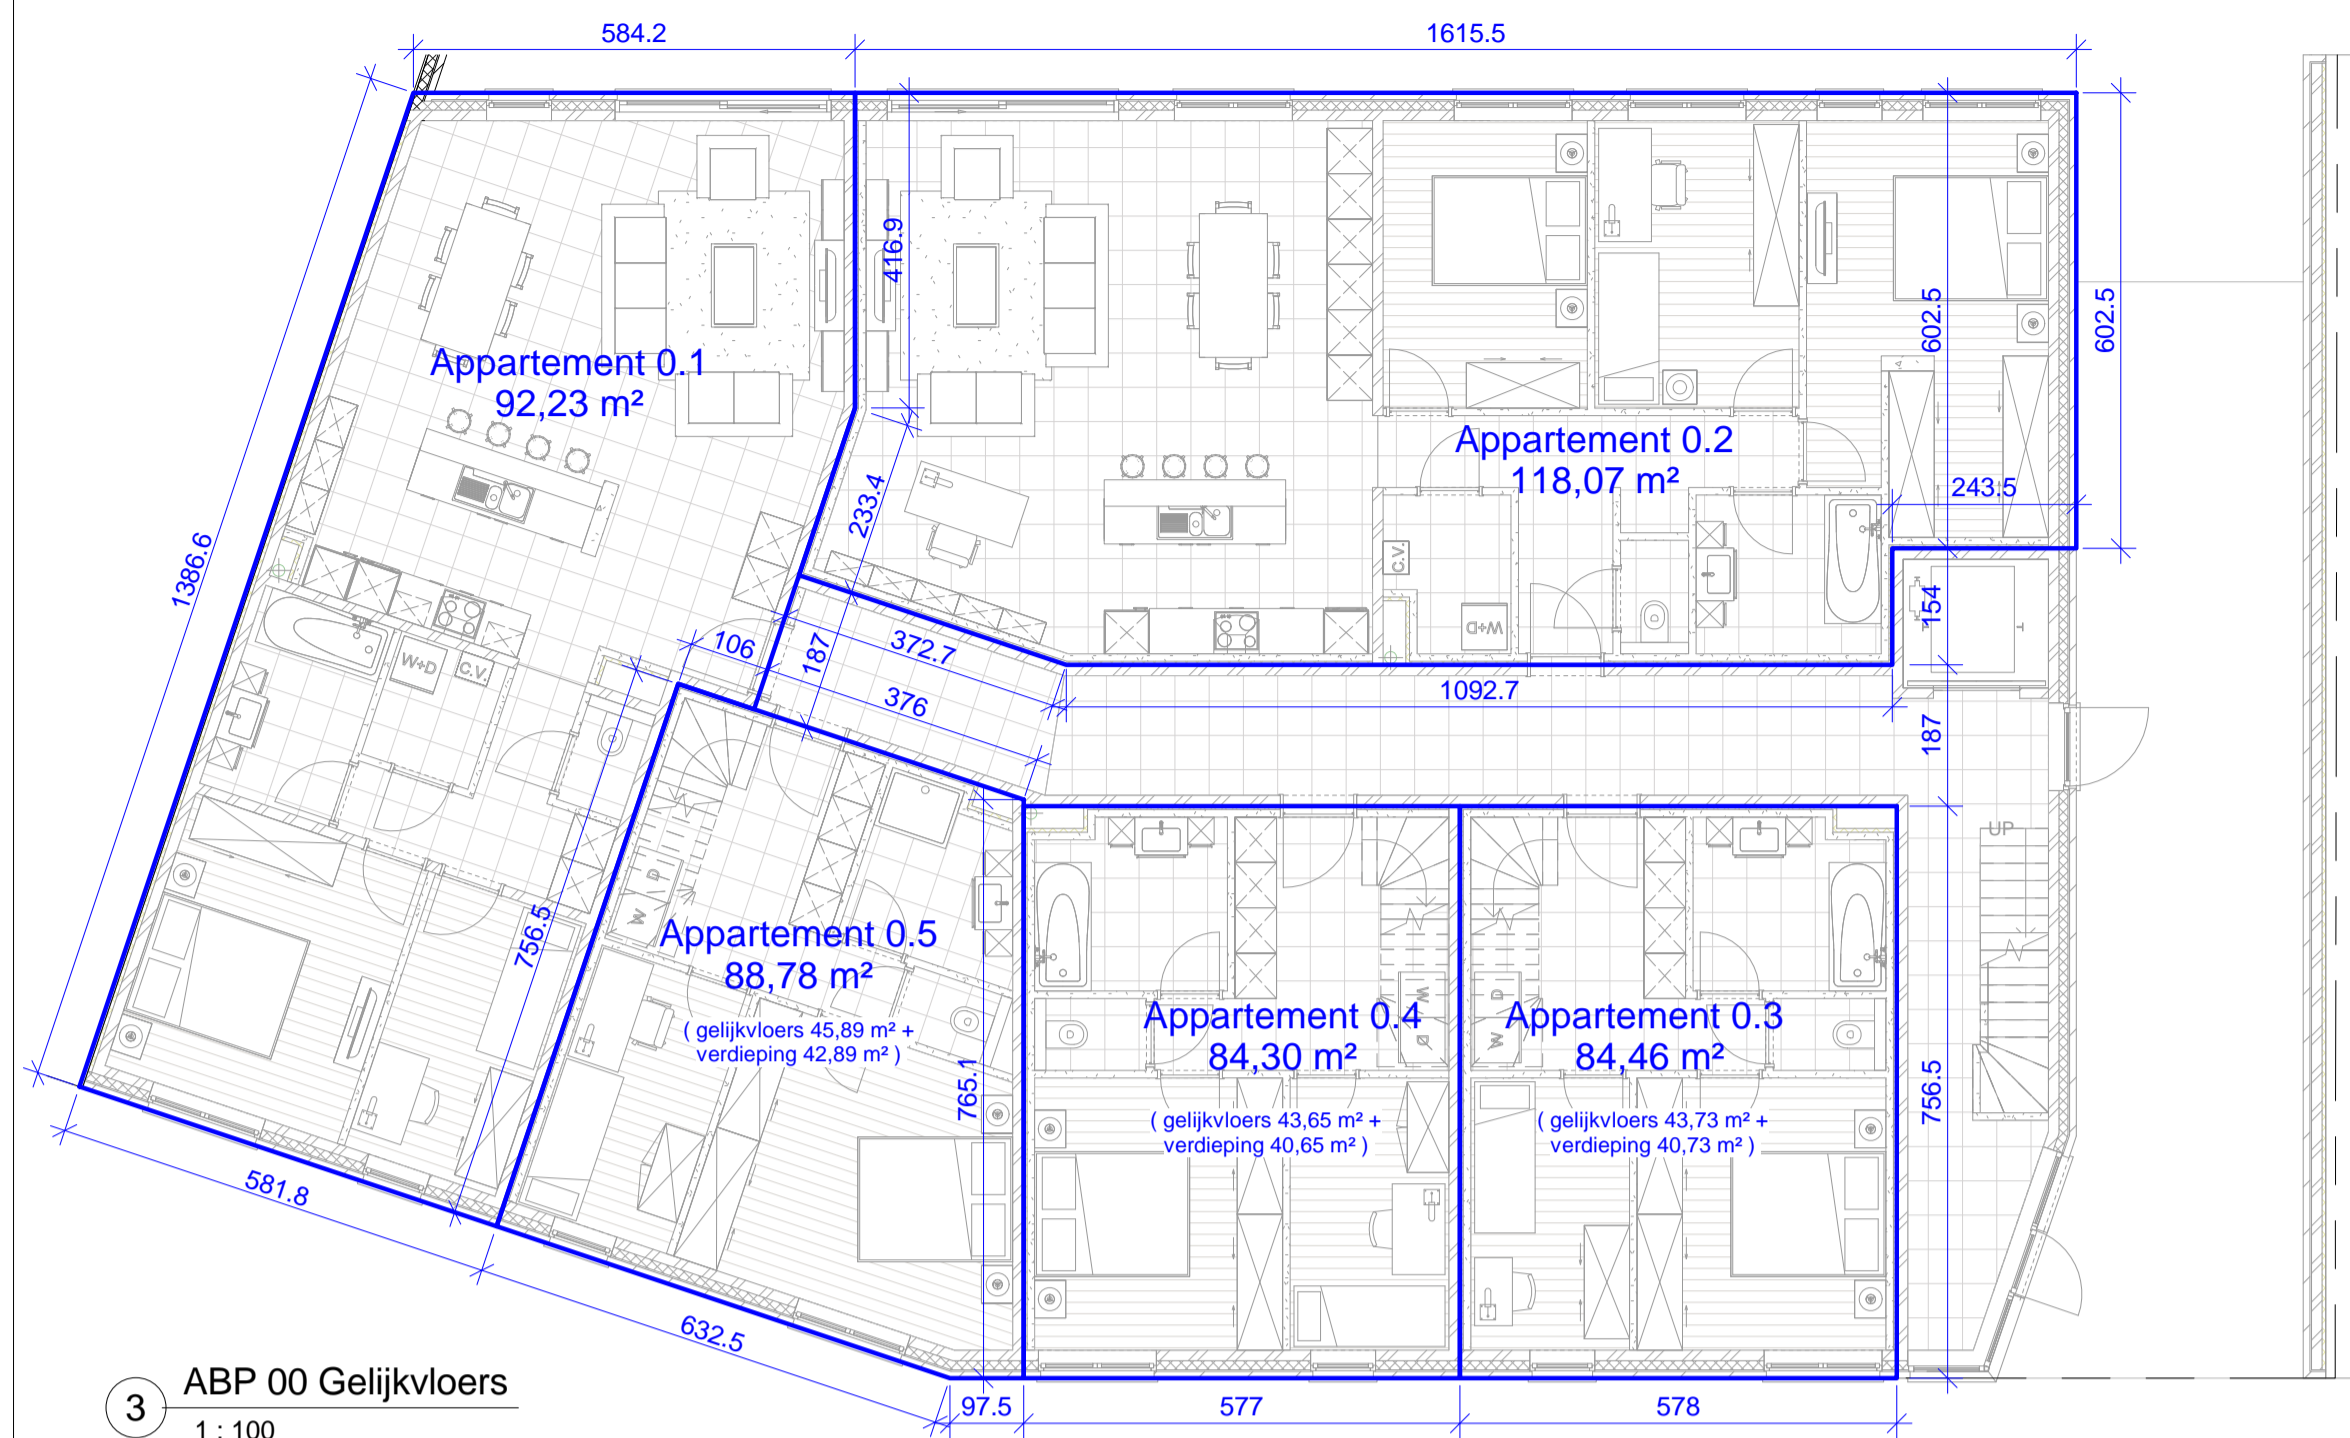 584.2
1615.5
Appartement 0.1
92,23 m²
416.9
602.5
602.5
Appartement 0.2
118,07 m²
243.5
233.4
1386.6
C.V.
W+D
154
106
187
372.7
376
1092.7
W+D
C.V.
187
UP
D
W
Appartement 0.5
88,78 m²
( gelijkvloers 45,89 m² +
verdieping 42,89 m² )
756.5
765.1
W
D
Appartement 0.4
84,30 m²
( gelijkvloers 43,65 m² +
verdieping 40,65 m² )
D
W
Appartement 0.3
84,46 m²
( gelijkvloers 43,73 m² +
verdieping 40,73 m² )
756.5
581.8
632.5
97.5
577
578
3
ABP 00 Gelijkvloers
1 : 100